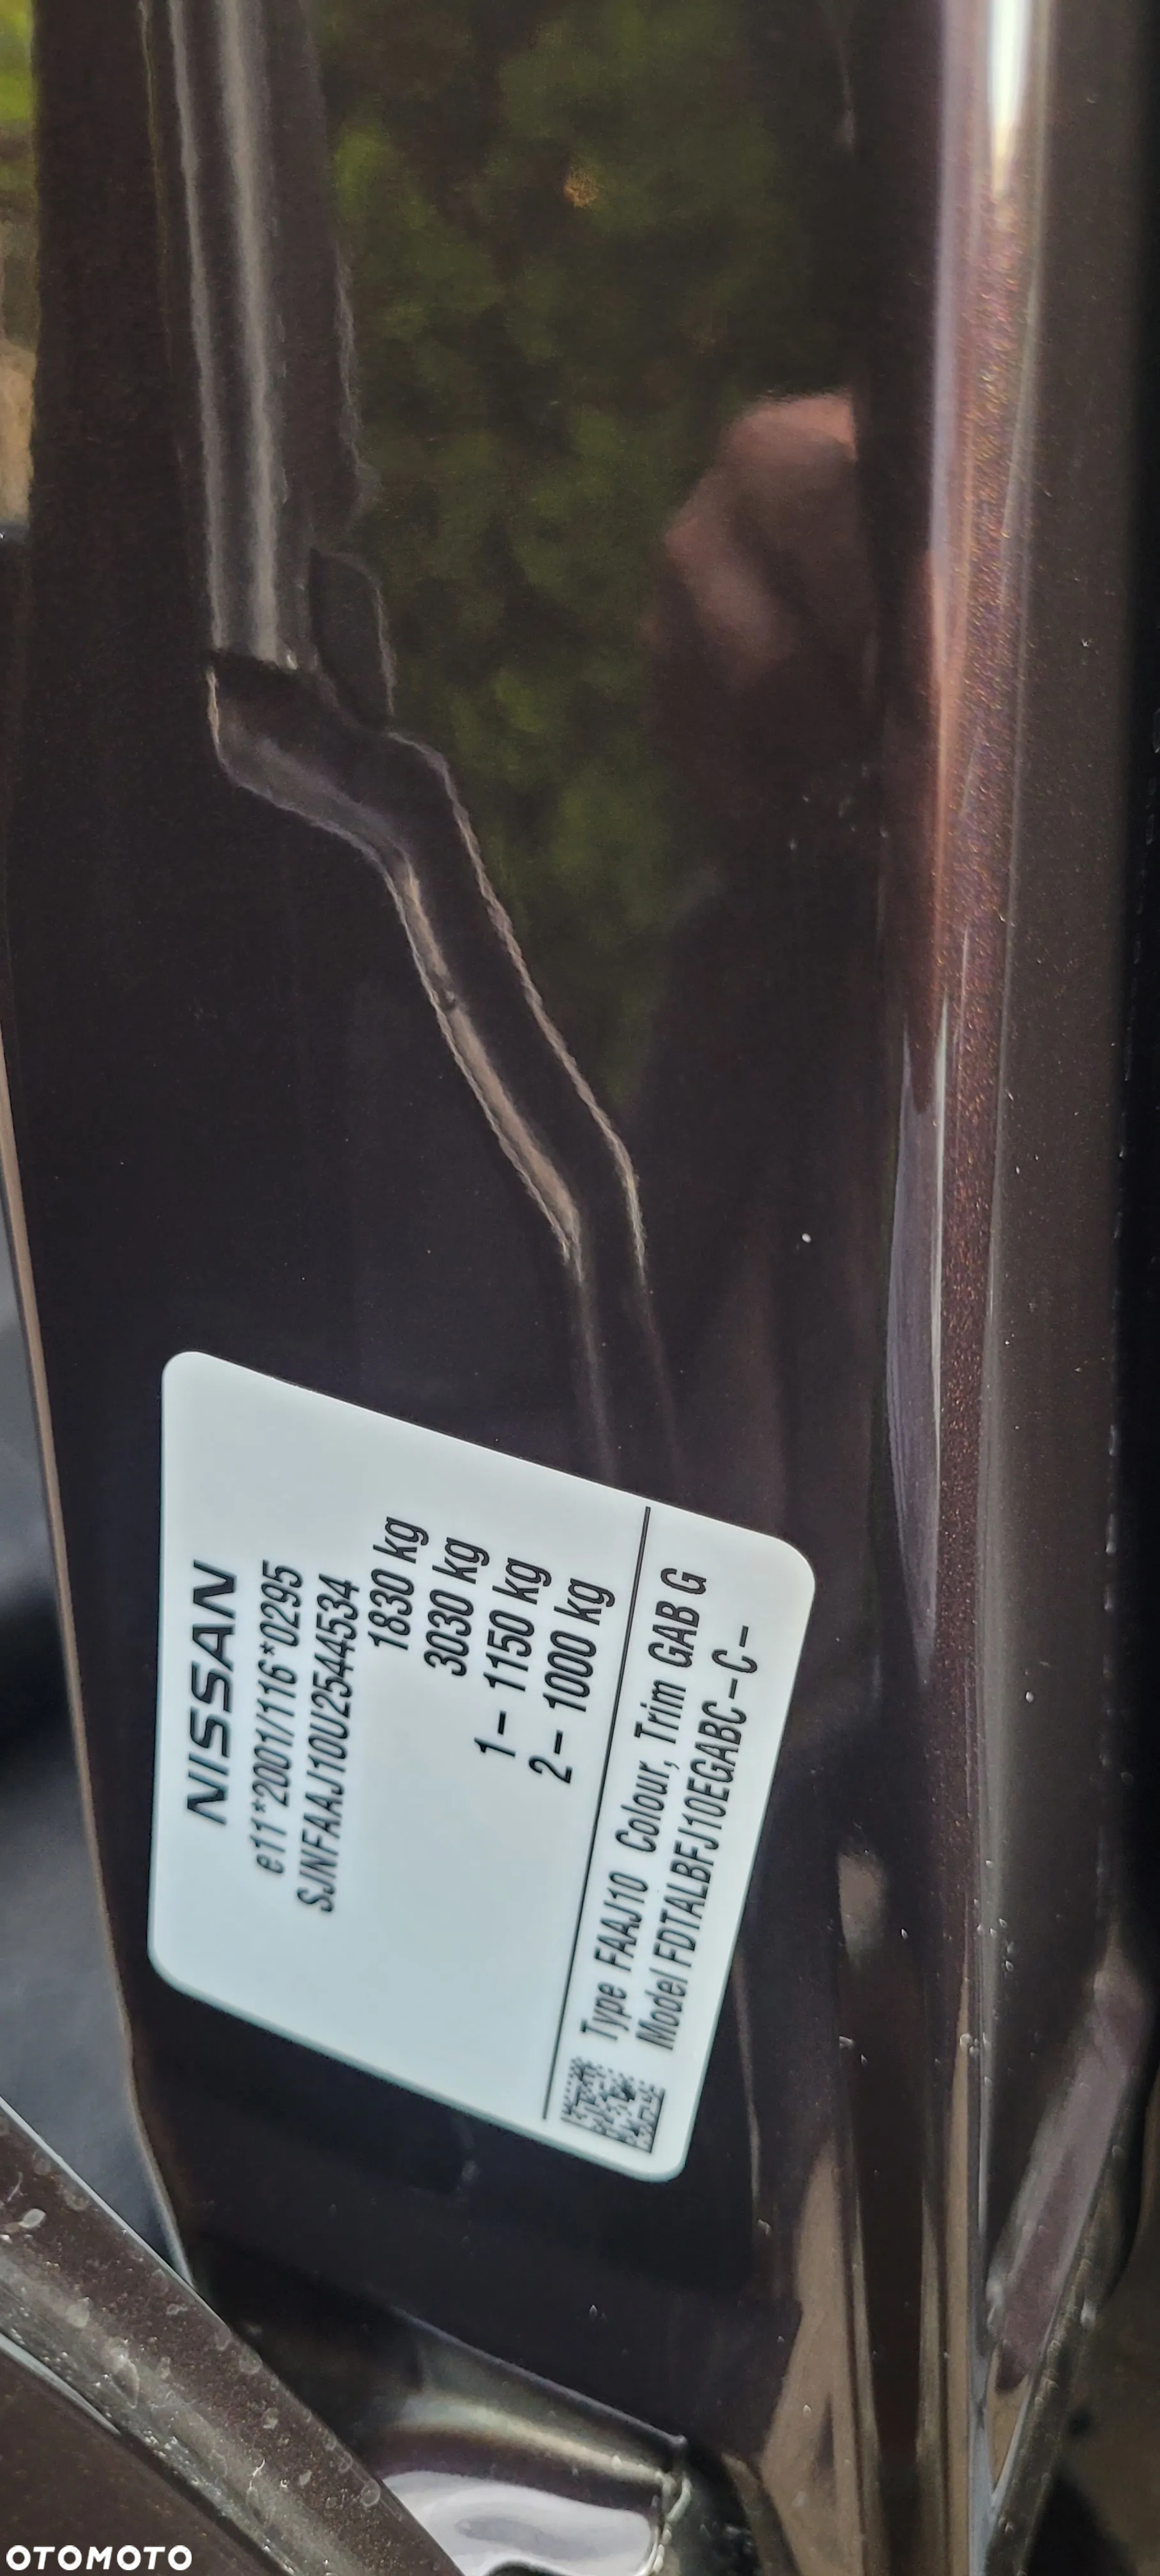 NISSAN
e11*2001/116*0295
SJNFAAJ10U2544534
1830 kg
3030 kg
1– 1150 kg
2– 1000 kg
Type FAAJ10 Colour, Trim GAB G
Model FDTALBFJ10EGABC–C–
OTOMOTO